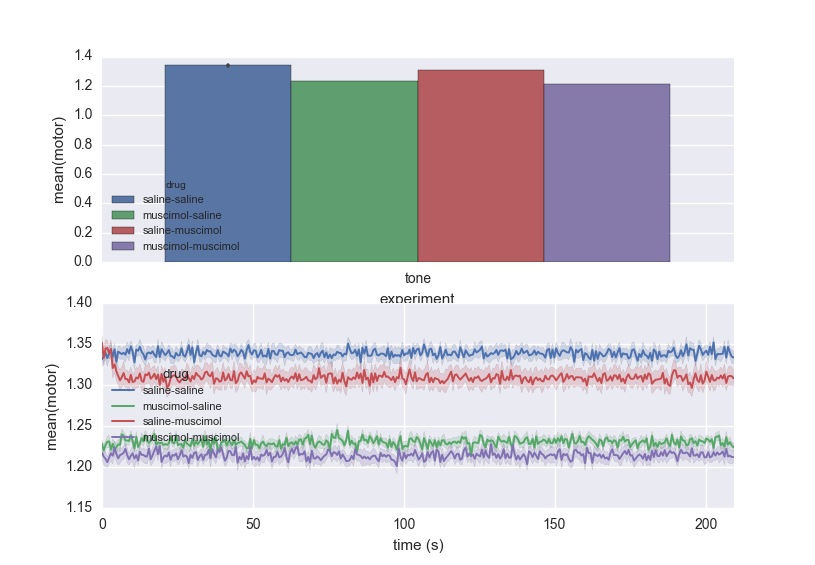 1.4
1.2
1.0
0.8
0.6
0.4
0.2
0.0
mean(motor)
drug
saline-saline
muscimol-saline
saline-muscimol
muscimol-muscimol
tone
experiment
1.40
1.35
1.30
1.25
1.20
1.15
mean(motor)
drug
saline-saline
muscimol-saline
saline-muscimol
muscimol-muscimol
0 50 100 150 200
time (s)